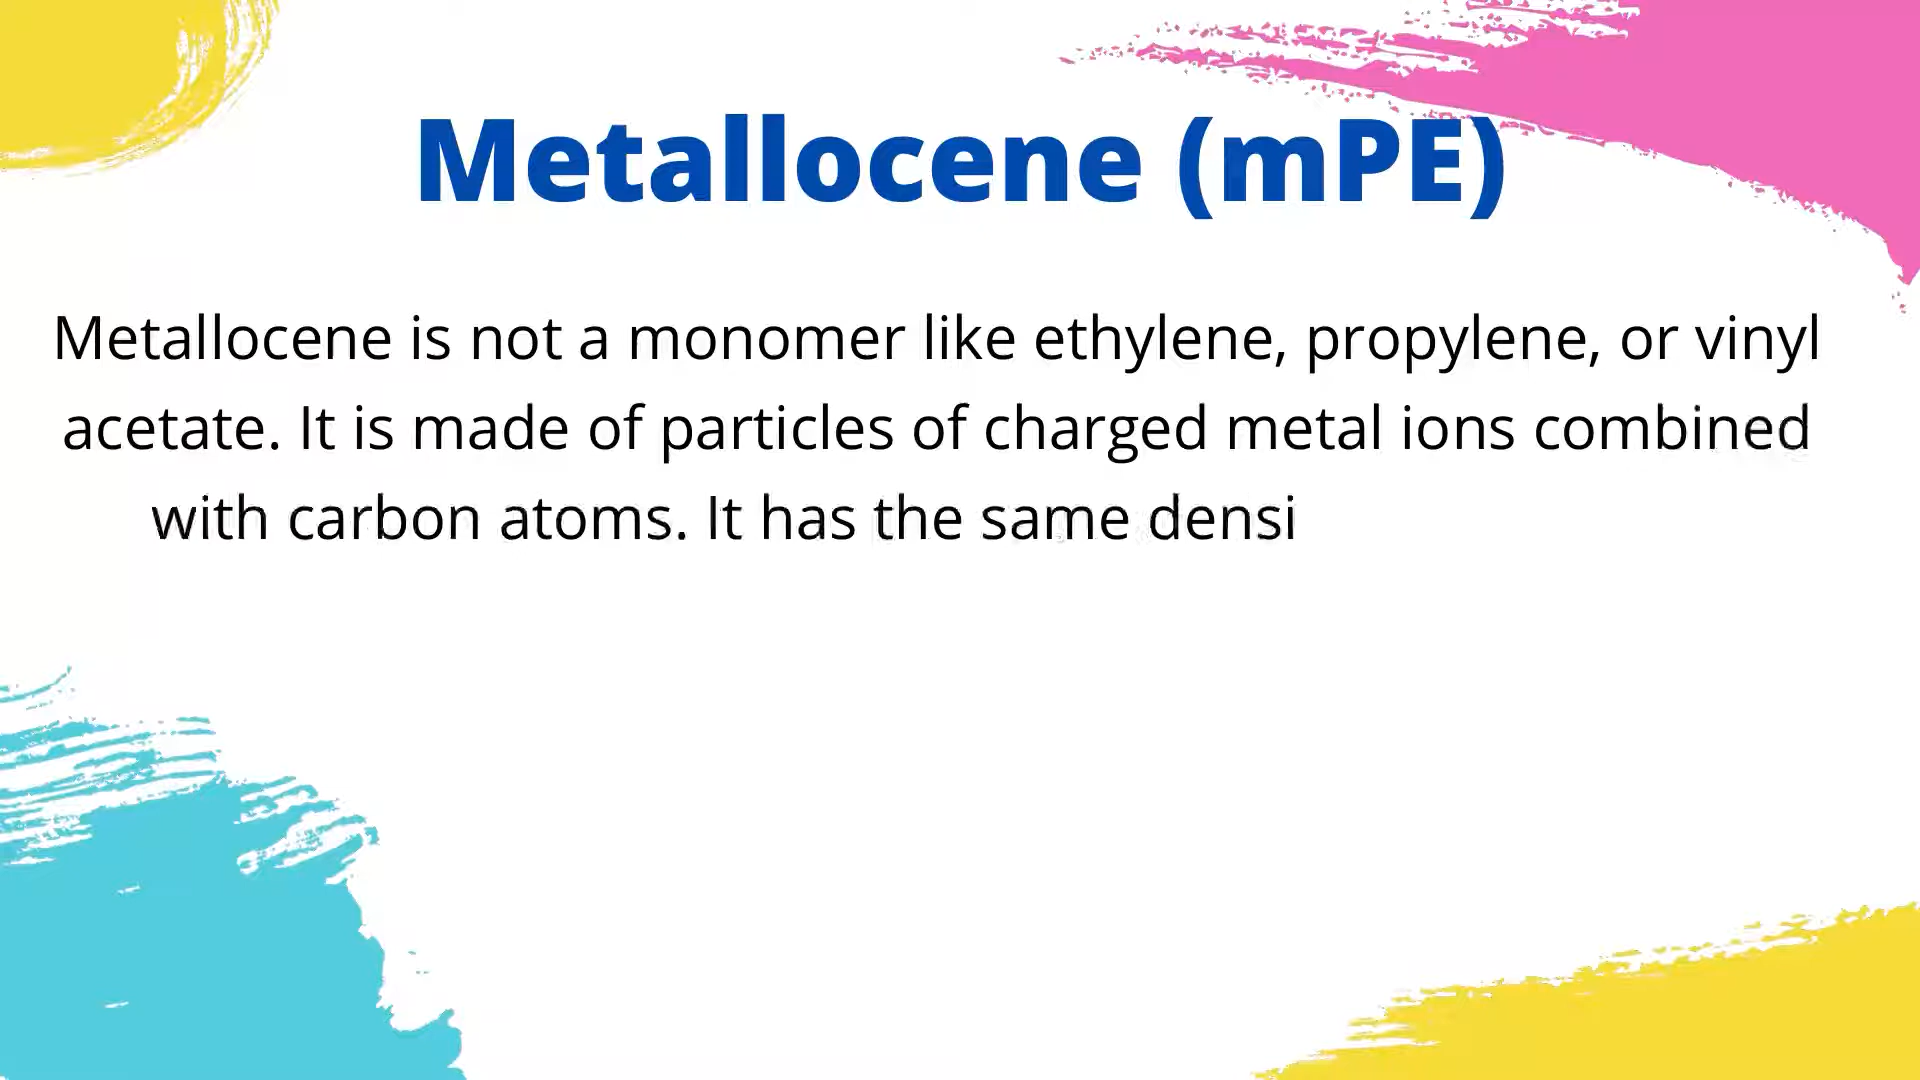 Metallocene (mPE)
Metallocene is not a monomer like ethylene, propylene, or vinyl
acetate. It is made of particles of charged metal ions combined
with carbon atoms. It has the same densi